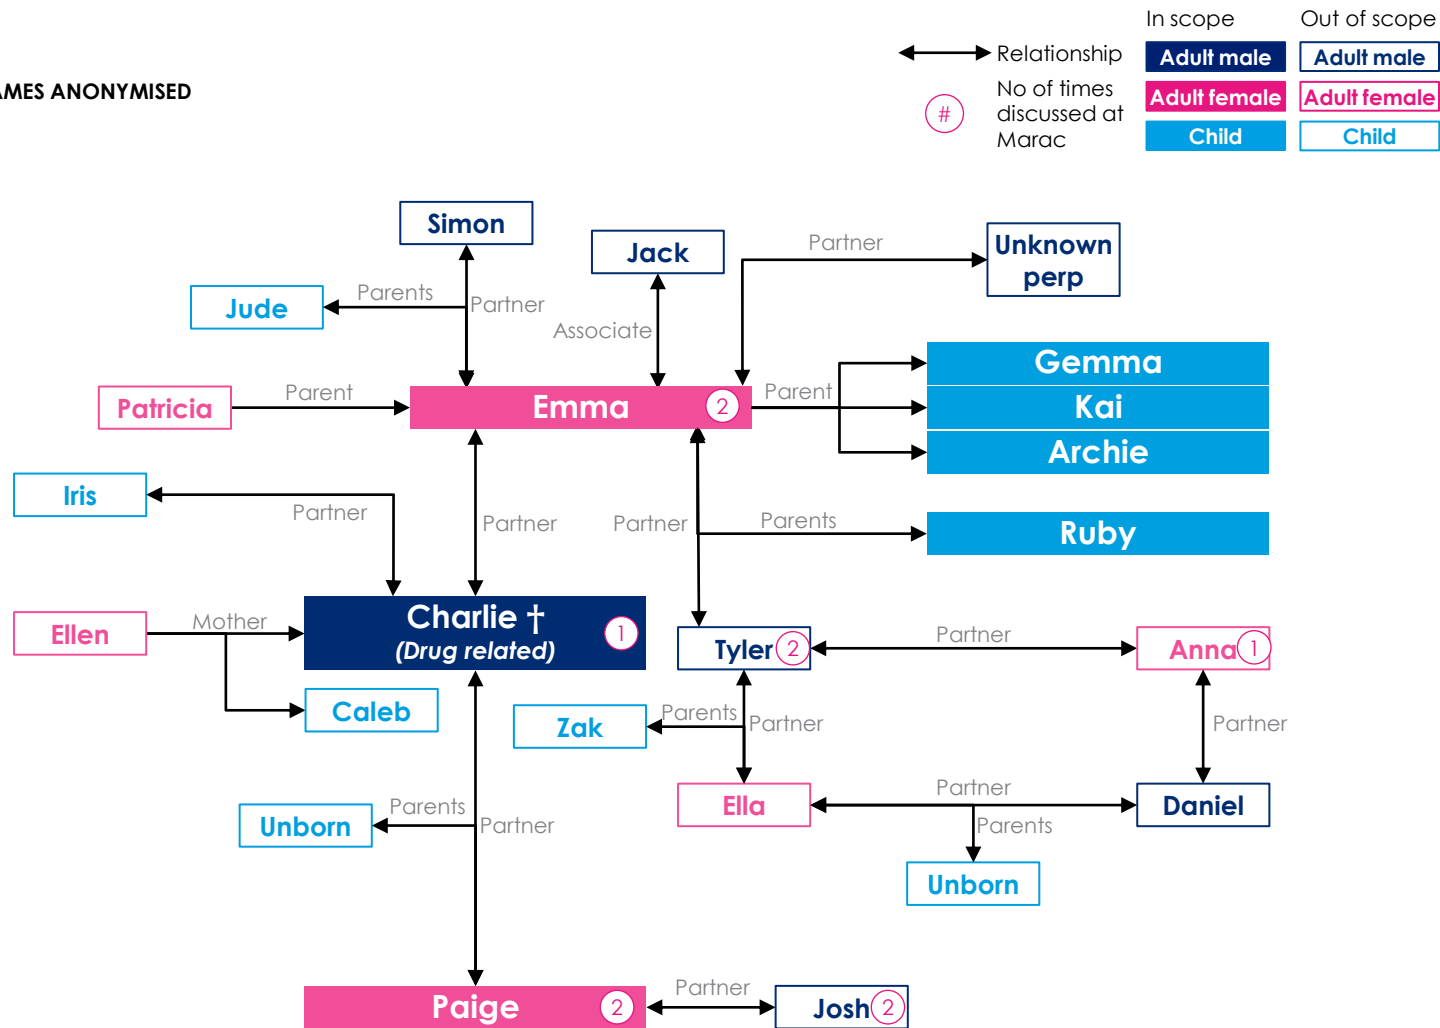 In scope
Out of scope
Relationship
Adult male
Adult male
AMES ANONYMISED
#
No of times
discussed at
Marac
Adult female
Adult female
Child
Child
Simon
Jack
Partner
Unknown
perp
Jude
Parents
Partner
Associate
Gemma
Patricia
Parent
Emma
2
Parent
Kai
Archie
Iris
Partner
Partner
Partner
Parents
Ruby
Charlie †
(Drug related)
1
Ellen
Mother
Tyler
2
Partner
Anna
1
Caleb
Zak
Parents
Partner
Partner
Unborn
Parents
Partner
Ella
Partner
Parents
Daniel
Unborn
Paige
2
Partner
Josh
2